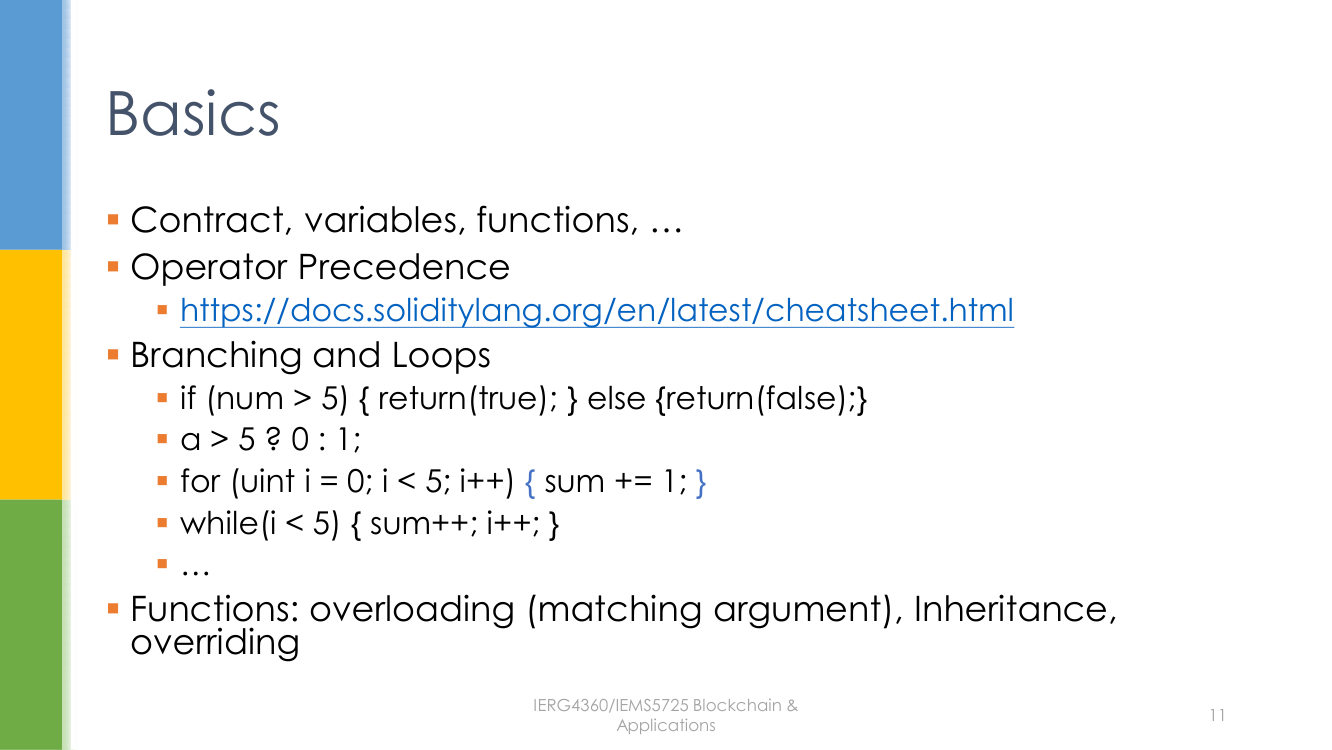 Basics
Contract, variables, functions, …
Operator Precedence
https://docs.soliditylang.org/en/latest/cheatsheet.html
Branching and Loops
if (num > 5) { return(true); } else {return(false);}
a > 5 ? 0 : 1;
for (uint i = 0; i < 5; i++) { sum += 1; }
while(i < 5) { sum++; i++; }
…
Functions: overloading (matching argument), Inheritance,
overriding
IERG4360/IEMS5725 Blockchain &
Applications
11